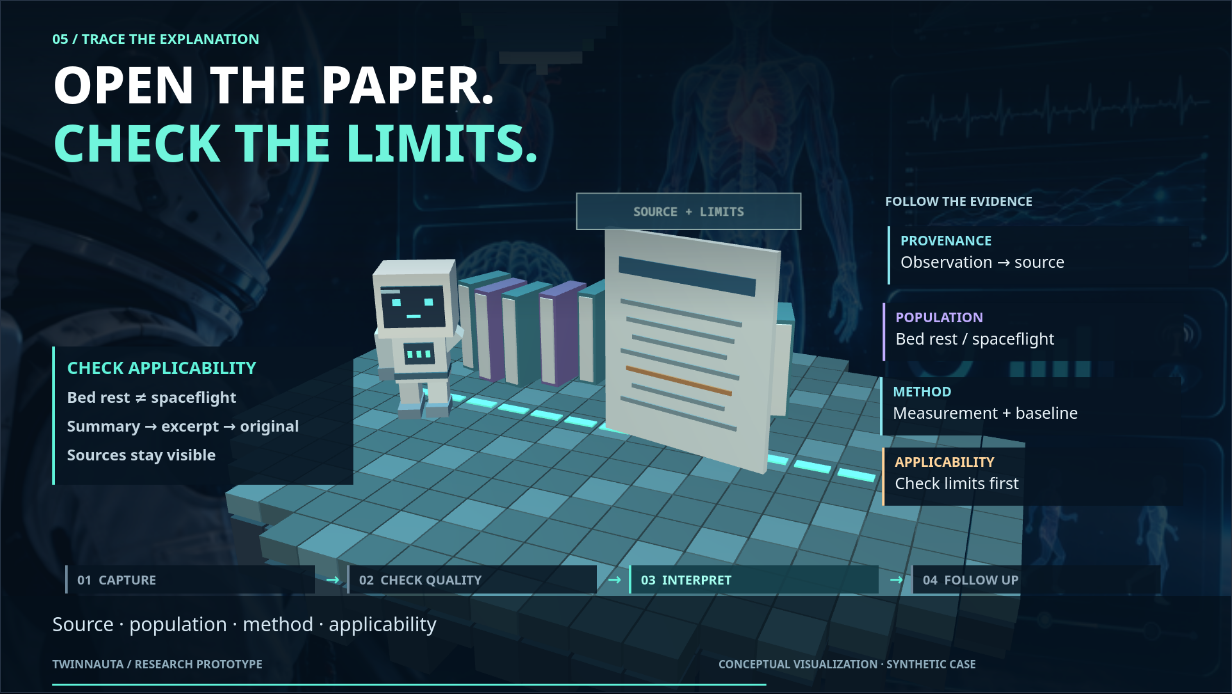 05 / TRACE THE EXPLANATION
OPEN THE PAPER.
CHECK THE LIMITS.
SOURCE + LIMITS
FOLLOW THE EVIDENCE
PROVENANCE
Observation → source
POPULATION
Bed rest / spaceflight
METHOD
Measurement + baseline
APPLICABILITY
Check limits first
CHECK APPLICABILITY
Bed rest ≠ spaceflight
Summary → excerpt → original
Sources stay visible
01 CAPTURE → 02 CHECK QUALITY → 03 INTERPRET → 04 FOLLOW UP
Source · population · method · applicability
TWINNAUTA / RESEARCH PROTOTYPE
CONCEPTUAL VISUALIZATION · SYNTHETIC CASE